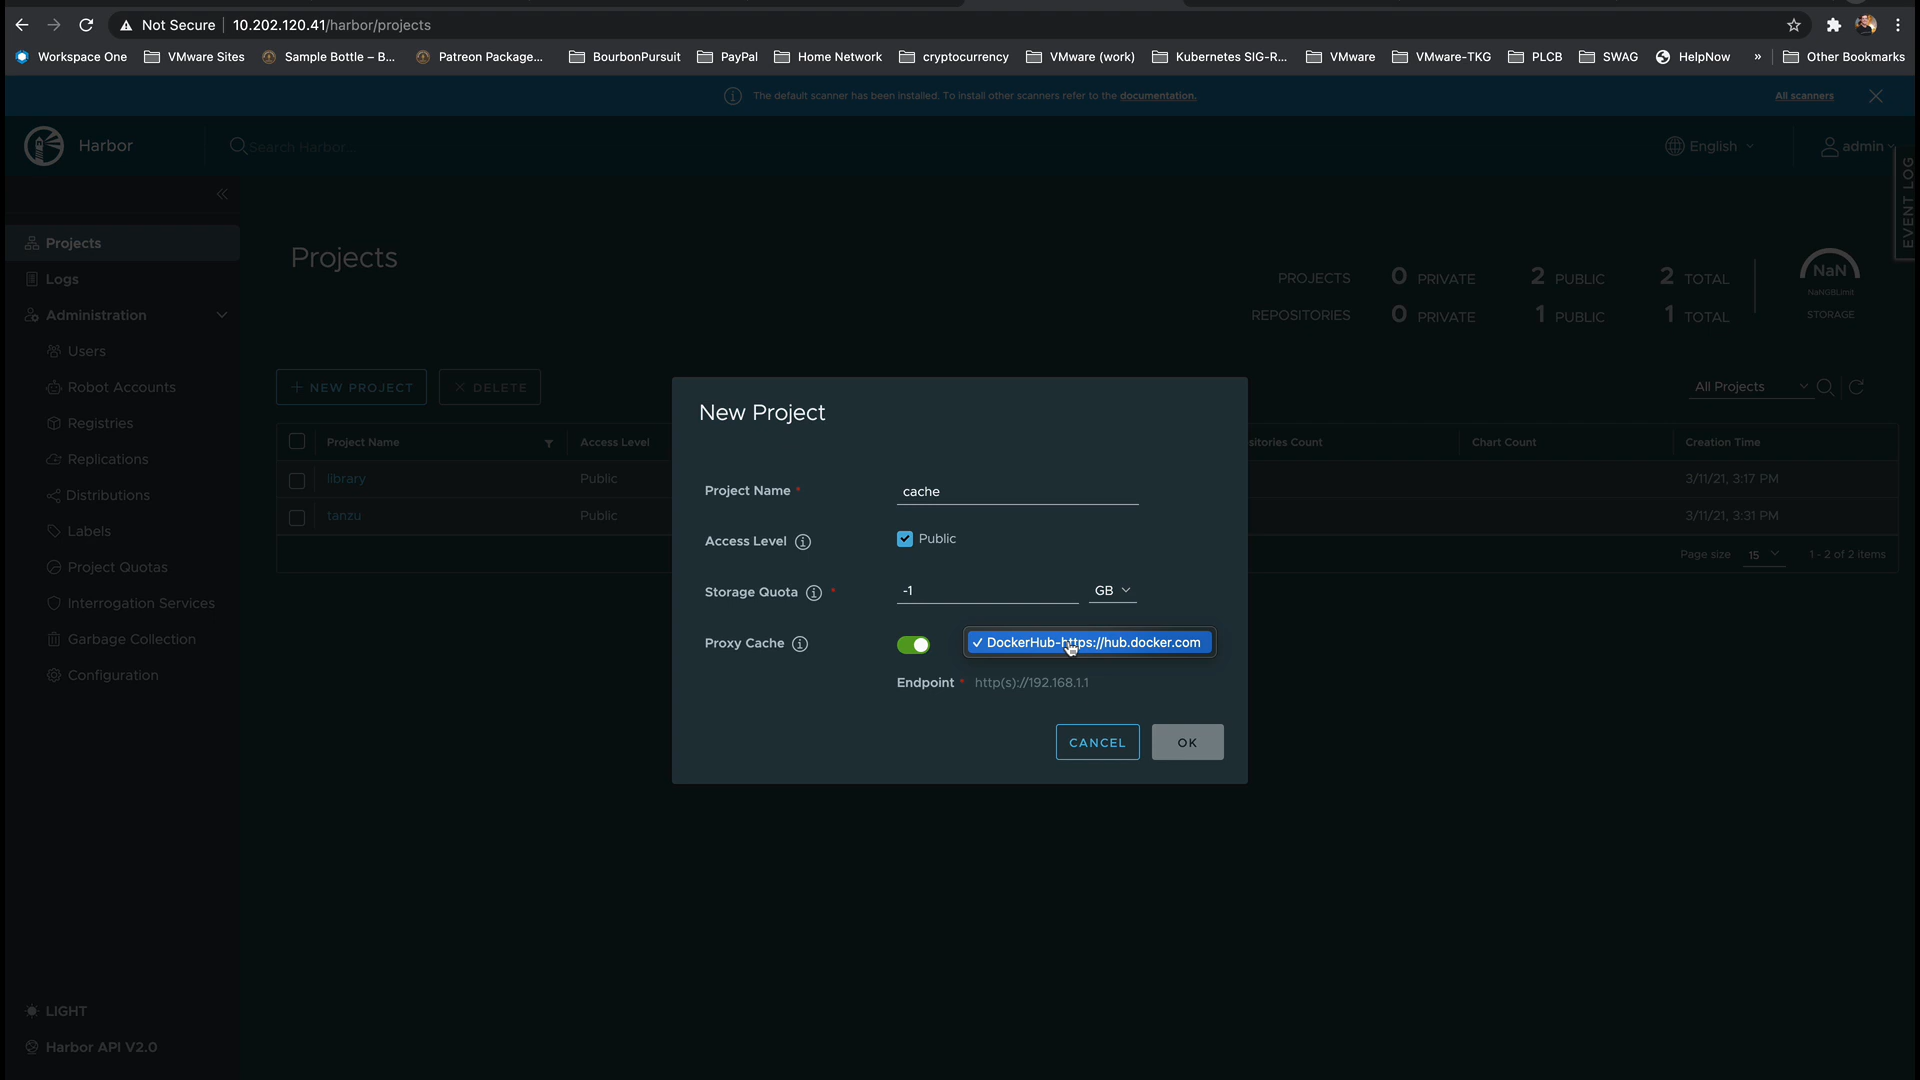 Not Secure 10.202.120.41/harbor/projects
Workspace One VMware Sites Sample Bottle – B... Patreon Package... BourbonPursuit PayPal Home Network cryptocurrency VMware (work) Kubernetes SIG-R... VMware VMware-TKG PLCB SWAG HelpNow » Other Bookmarks
The default scanner has been installed. To install other scanners refer to the documentation. All scanners
Harbor Search Harbor... English admin
EVENT LOG
Projects
Logs
Administration
Users
Robot Accounts
Registries
Replications
Distributions
Labels
Project Quotas
Interrogation Services
Garbage Collection
Configuration
LIGHT
Harbor API V2.0
Projects
PROJECTS 0 PRIVATE 2 PUBLIC 2 TOTAL
REPOSITORIES 0 PRIVATE 1 PUBLIC 1 TOTAL
NaN
NaNGBLimit
STORAGE
+ NEW PROJECT × DELETE All Projects
Project Name Access Level sitories Count Chart Count Creation Time
library Public 3/11/21, 3:17 PM
tanzu Public 3/11/21, 3:31 PM
Page size 15 1 - 2 of 2 items
New Project
Project Name * cache
Access Level Public
Storage Quota * -1 GB
Proxy Cache ✓ DockerHub-https://hub.docker.com
Endpoint * http(s)://192.168.1.1
CANCEL OK